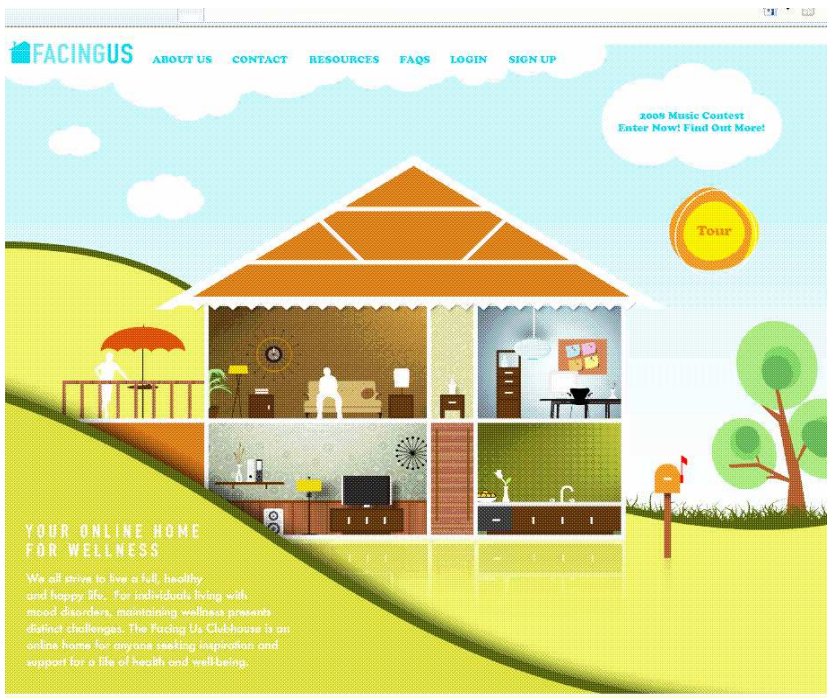 FACINGUS
ABOUT US CONTACT RESOURCES FAQS LOGIN SIGN UP
2008 Music Contest
Enter Now! Find Out More!
Tour
YOUR ONLINE HOME
FOR WELLNESS
We all strive to live a full, healthy
and happy life. For individuals living with
mood disorders, maintaining wellness presents
distinct challenges. The Facing Us Clubhouse is an
online home for anyone seeking inspiration and
support for a life of health and well-being.